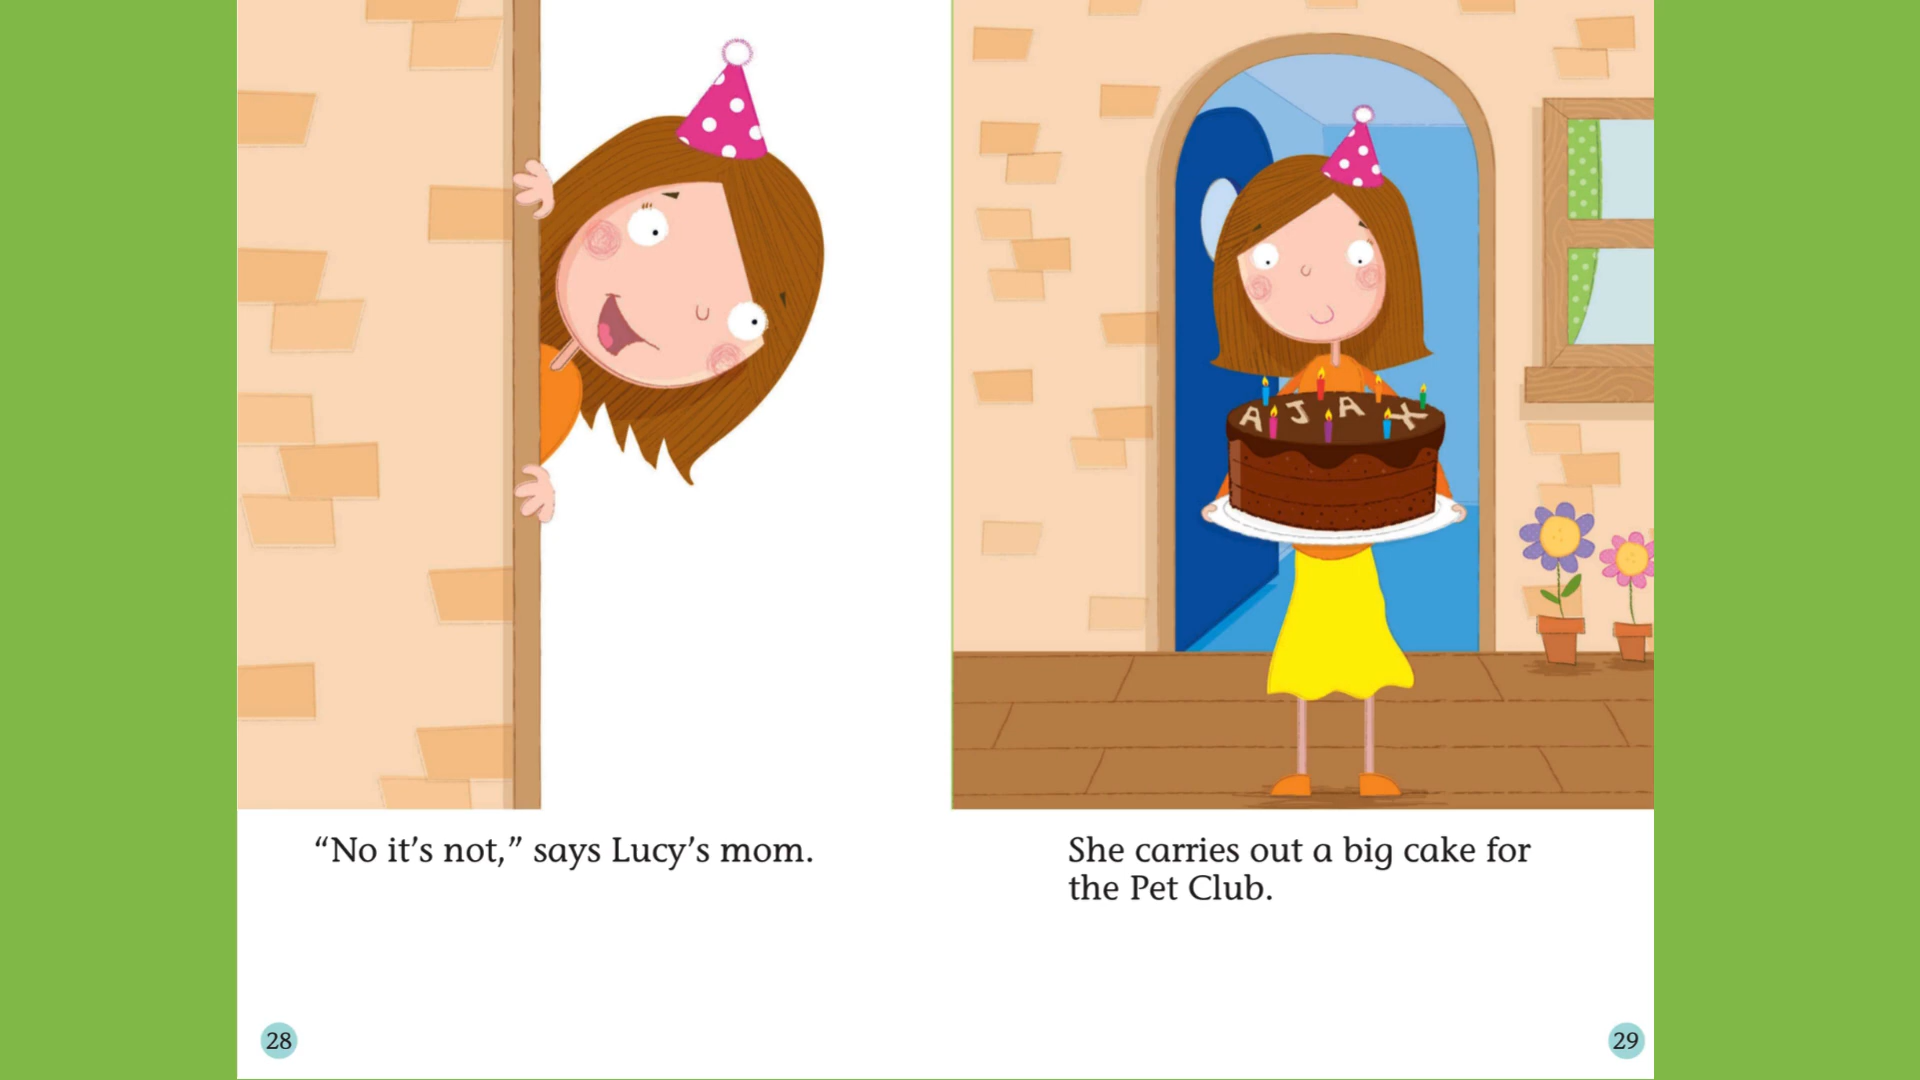 “No it’s not,” says Lucy’s mom.
28
AJAX
She carries out a big cake for
the Pet Club.
29